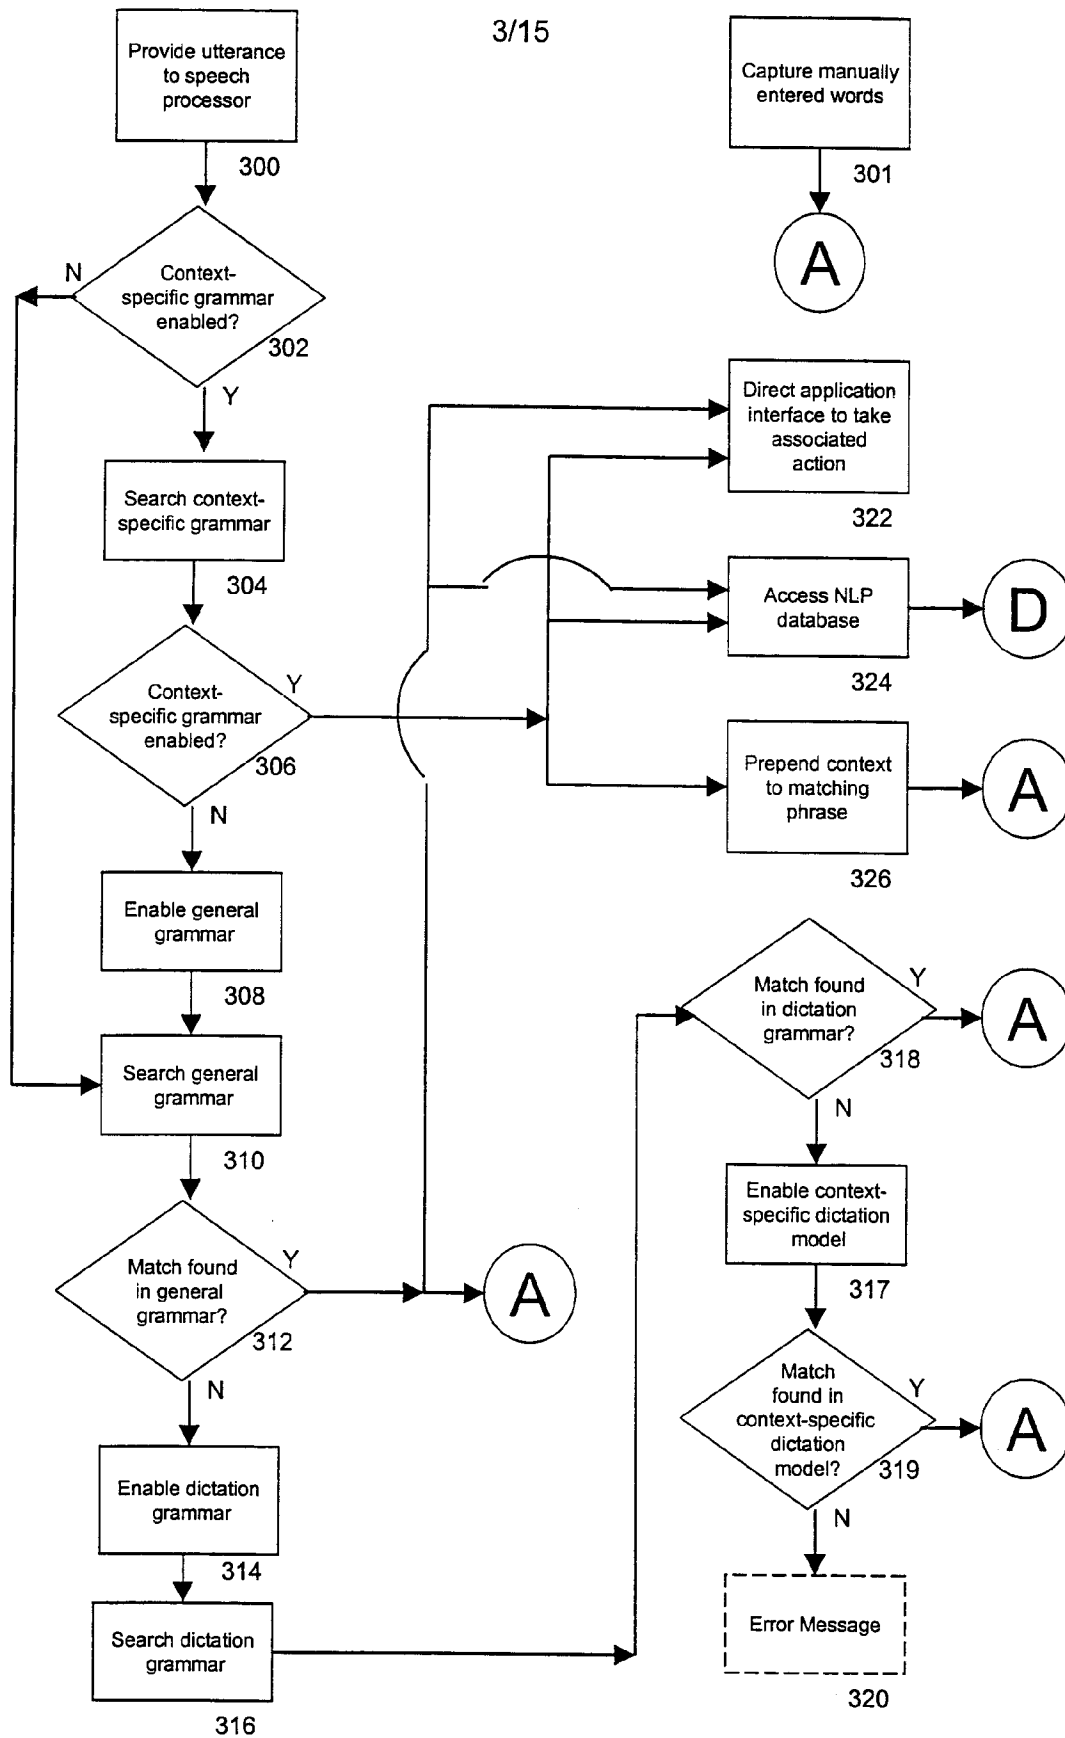 3/15
Provide utterance
to speech
processor
300
Context-
specific grammar
enabled?
302
N
Y
Search context-
specific grammar
304
Context-
specific grammar
enabled?
306
Y
N
Enable general
grammar
308
Search general
grammar
310
Match found
in general
grammar?
312
Y
A
N
Enable dictation
grammar
314
Search dictation
grammar
316
Capture manually
entered words
301
A
Direct application
interface to take
associated
action
322
Access NLP
database
324
D
Prepend context
to matching
phrase
326
A
Match found
in dictation
grammar?
318
Y
A
N
Enable context-
specific dictation
model
317
Match
found in
context-specific
dictation
model?
319
Y
A
N
Error Message
320